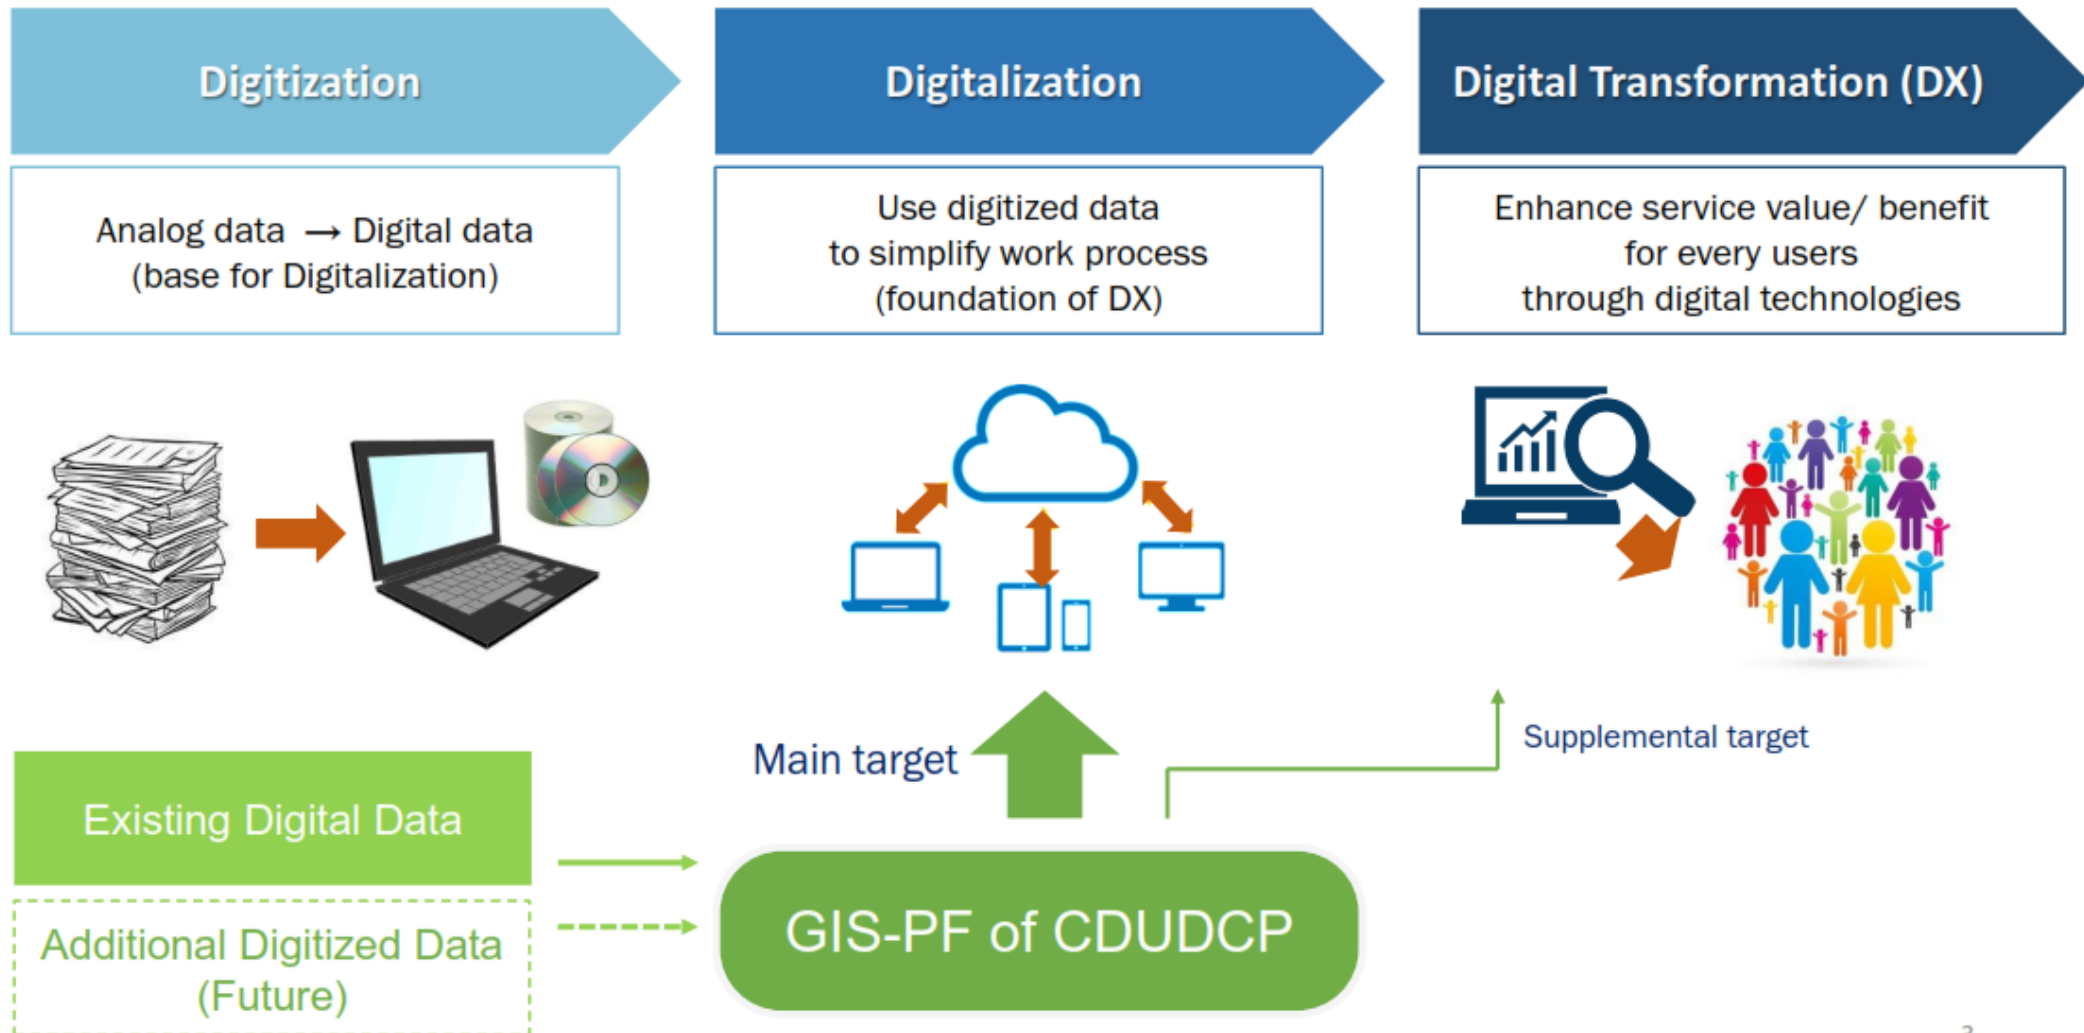 Digitization
Digitalization
Digital Transformation (DX)
Analog data → Digital data
(base for Digitalization)
Use digitized data
to simplify work process
(foundation of DX)
Enhance service value/ benefit
for every users
through digital technologies
Main target
Supplemental target
Existing Digital Data
Additional Digitized Data
(Future)
GIS-PF of CDUDCP